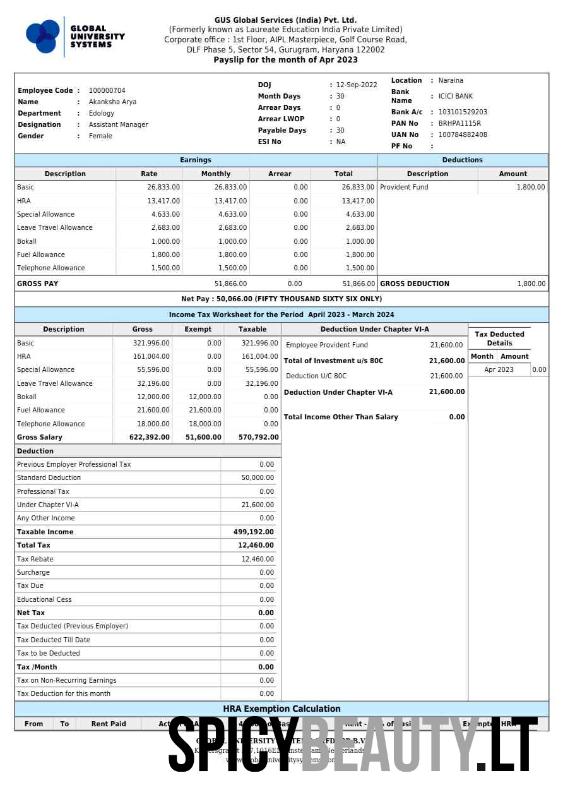 GLOBAL
UNIVERSITY
SYSTEMS
GUS Global Services (India) Pvt. Ltd.
(Formerly known as Laureate Education India Private Limited)
Corporate office : 1st Floor, AIPL Masterpiece, Golf Course Road,
DLF Phase 5, Sector 54, Gurugram, Haryana 122002
Payslip for the month of Apr 2023
Employee Code : 100000704
Name : Akanksha Arya
Department : Edology
Designation : Assistant Manager
Gender : Female
DOJ : 12-Sep-2022
Month Days : 30
Arrear Days : 0
Arrear LWOP : 0
Payable Days : 30
ESI No : NA
Location : Naraina
Bank Name : ICICI BANK
Bank A/c : 103101529203
PAN No : BRHPA1115R
UAN No : 100784882408
PF No :
Earnings Deductions
Description Rate Monthly Arrear Total Description Amount
Basic 26,833.00 26,833.00 0.00 26,833.00 Provident Fund 1,800.00
HRA 13,417.00 13,417.00 0.00 13,417.00
Special Allowance 4,633.00 4,633.00 0.00 4,633.00
Leave Travel Allowance 2,683.00 2,683.00 0.00 2,683.00
Bokall 1,000.00 1,000.00 0.00 1,000.00
Fuel Allowance 1,800.00 1,800.00 0.00 1,800.00
Telephone Allowance 1,500.00 1,500.00 0.00 1,500.00
GROSS PAY 51,866.00 0.00 51,866.00 GROSS DEDUCTION 1,800.00
Net Pay : 50,066.00 (FIFTY THOUSAND SIXTY SIX ONLY)
Income Tax Worksheet for the Period April 2023 - March 2024
Description Gross Exempt Taxable
Basic 321,996.00 0.00 321,996.00
HRA 161,004.00 0.00 161,004.00
Special Allowance 55,596.00 0.00 55,596.00
Leave Travel Allowance 32,196.00 0.00 32,196.00
Bokall 12,000.00 12,000.00 0.00
Fuel Allowance 21,600.00 21,600.00 0.00
Telephone Allowance 18,000.00 18,000.00 0.00
Gross Salary 622,392.00 51,600.00 570,792.00
Deduction Under Chapter VI-A
Employee Provident Fund 21,600.00
Total of Investment u/s 80C 21,600.00
Deduction U/C 80C 21,600.00
Deduction Under Chapter VI-A 21,600.00
Total Income Other Than Salary 0.00
Tax Deducted
Details
Month Amount
Apr 2023 0.00
Deduction
Previous Employer Professional Tax 0.00
Standard Deduction 50,000.00
Professional Tax 0.00
Under Chapter VI-A 21,600.00
Any Other Income 0.00
Taxable Income 499,192.00
Total Tax 12,460.00
Tax Rebate 12,460.00
Surcharge 0.00
Tax Due 0.00
Educational Cess 0.00
Net Tax 0.00
Tax Deducted (Previous Employer) 0.00
Tax Deducted Till Date 0.00
Tax to be Deducted 0.00
Tax /Month 0.00
Tax on Non-Recurring Earnings 0.00
Tax Deduction for this month 0.00
HRA Exemption Calculation
From To Rent Paid
SPICYBEAUTY.LT